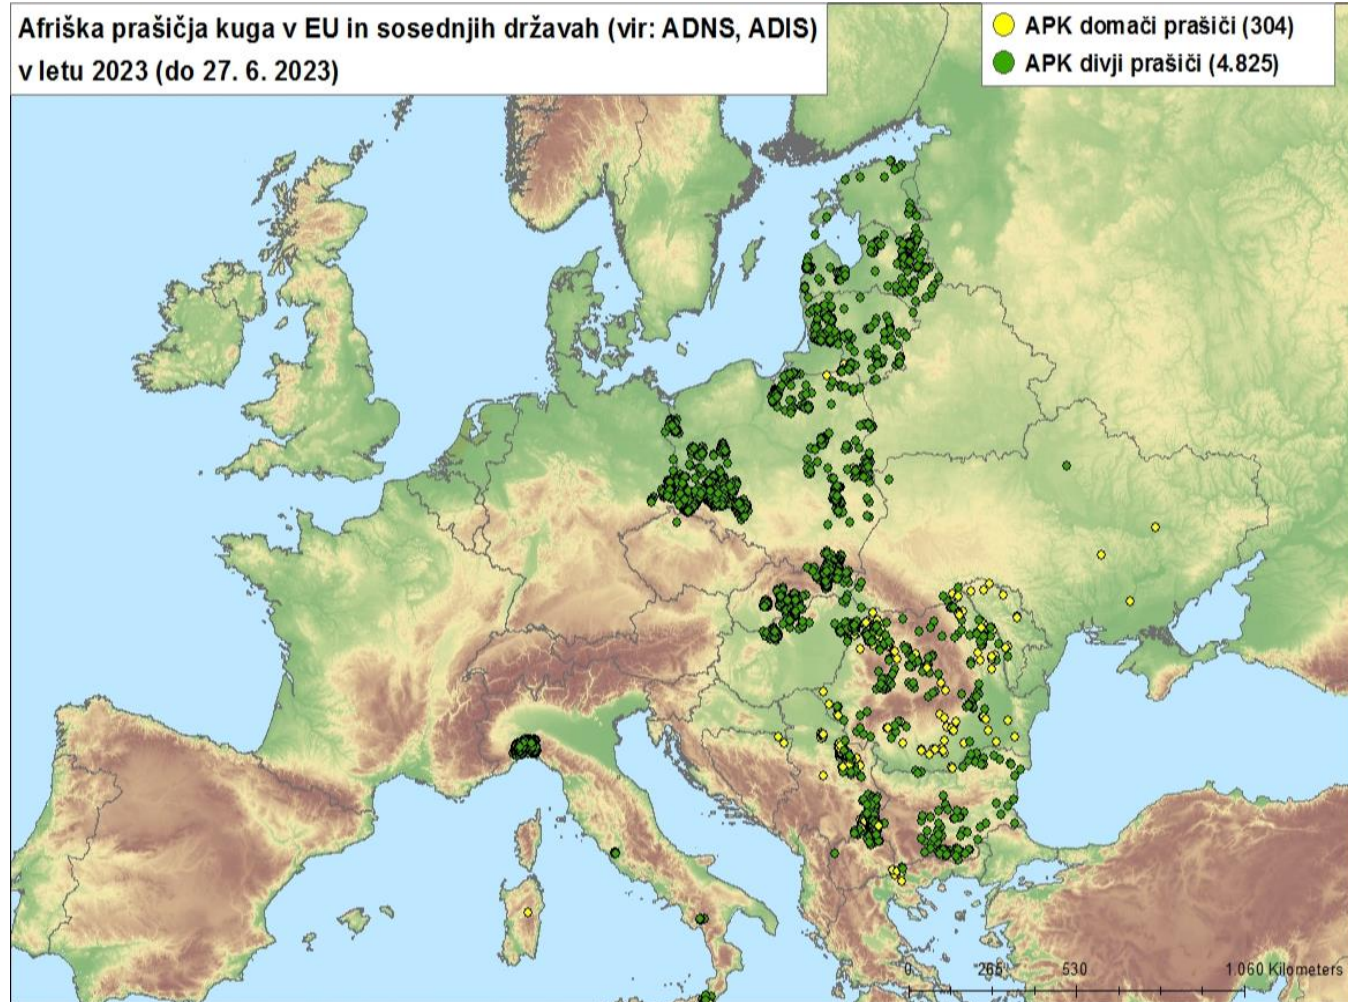 Afriška prašičja kuga v EU in sosednjih državah (vir: ADNS, ADIS)
v letu 2023 (do 27. 6. 2023)
APK domači prašiči (304)
APK divji prašiči (4.825)
0 265 530 1.060 Kilometers